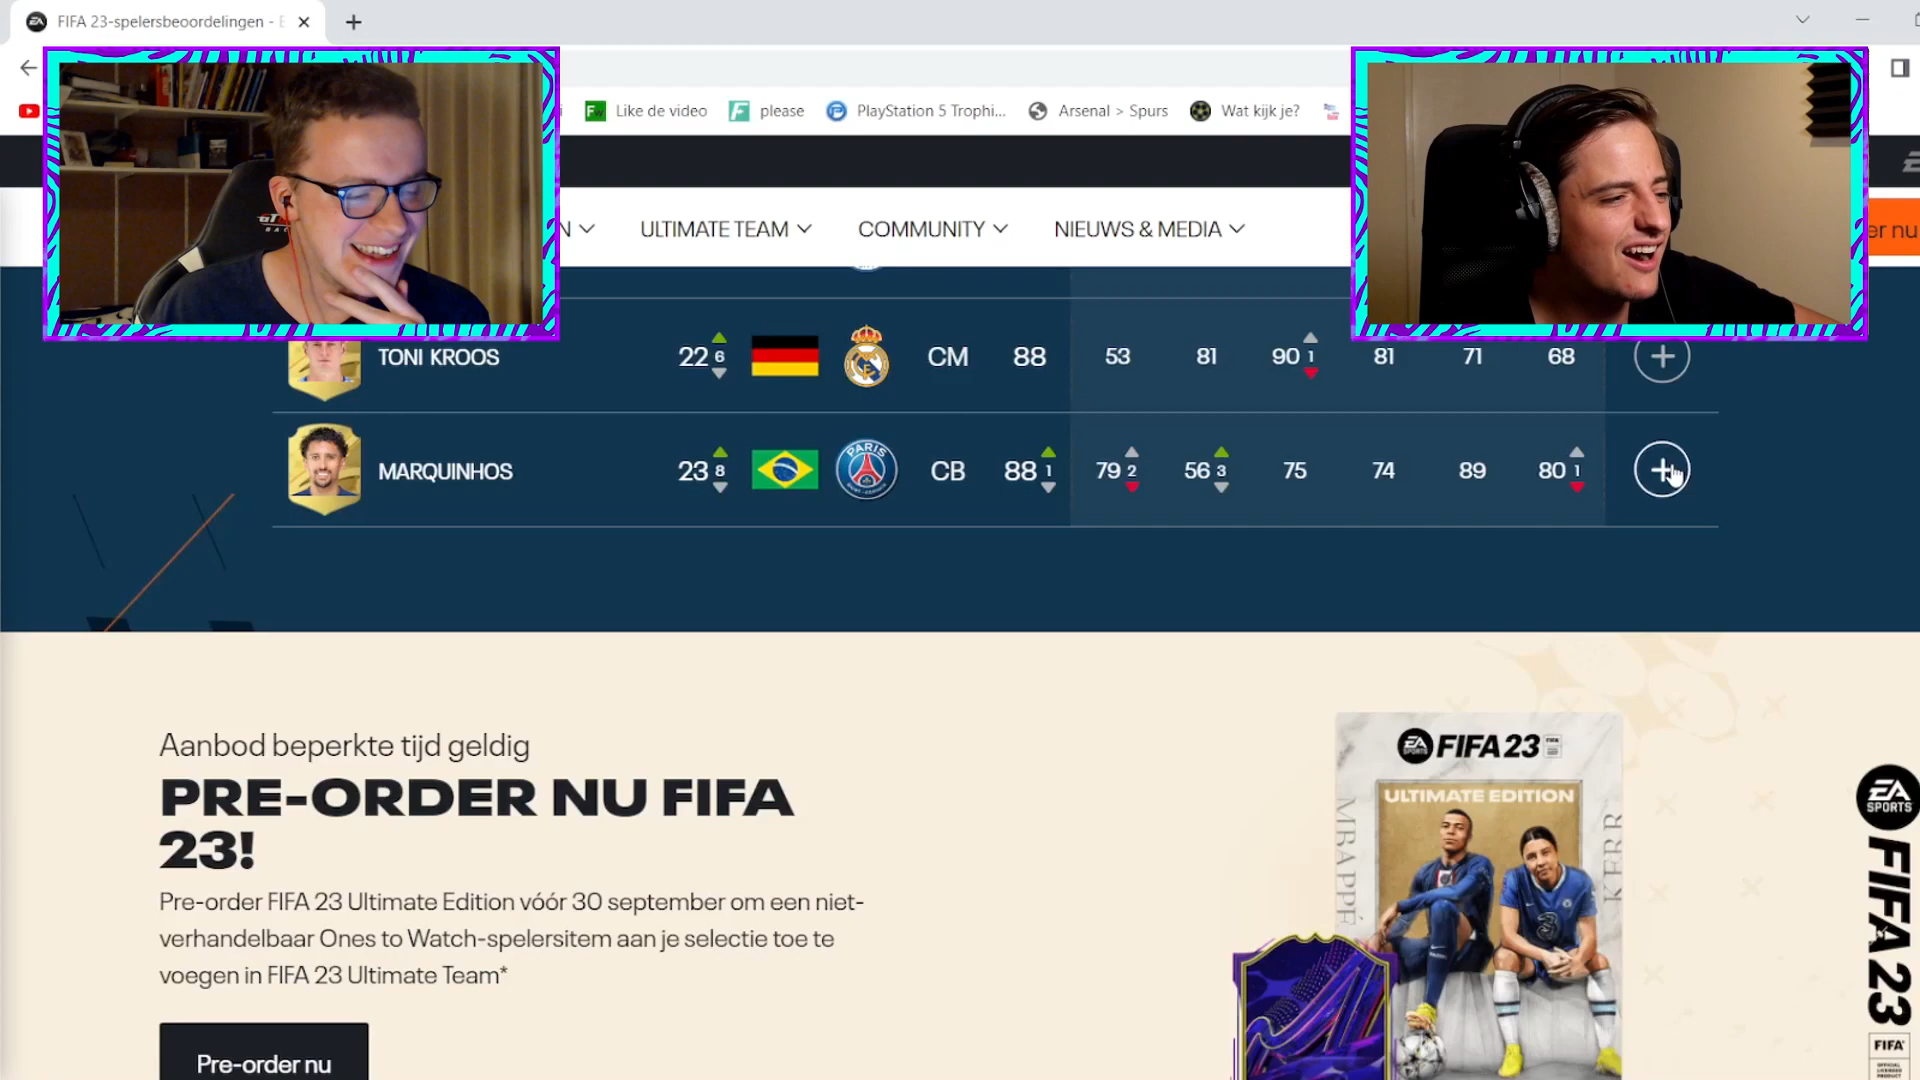 FIFA 23-spelersbeoordelingen - E
Like de video
please
PlayStation 5 Trophi...
Arsenal > Spurs
Wat kijk je?
ULTIMATE TEAM
COMMUNITY
NIEUWS & MEDIA
er nu
TONI KROOS 22 6 CM 88 53 81 90 1 81 71 68
PARIS
MARQUINHOS 23 8 CB 88 1 79 2 56 3 75 74 89 80 1
Aanbod beperkte tijd geldig
PRE-ORDER NU FIFA
23!
Pre-order FIFA 23 Ultimate Edition vóór 30 september om een niet-
verhandelbaar Ones to Watch-spelersitem aan je selectie toe te
voegen in FIFA 23 Ultimate Team*
Pre-order nu
EA SPORTS FIFA 23
ULTIMATE EDITION
MBAPPÉ
KERR
EA
SPORTS
FIFA 23
FIFA